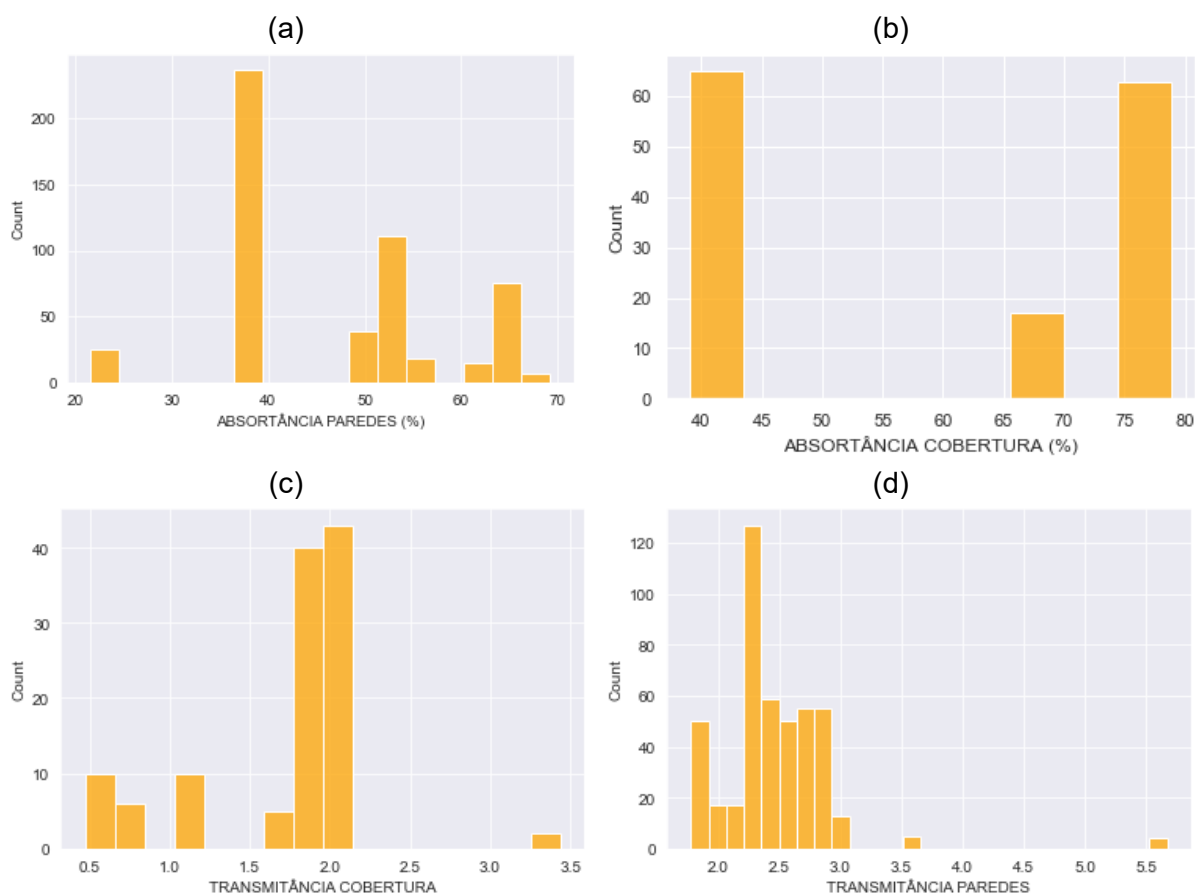 (a)
200
150
100
50
0
Count
20 30 40 50 60 70
ABSORTÂNCIA PAREDES (%)
(b)
60
50
40
30
20
10
0
Count
40 45 50 55 60 65 70 75 80
ABSORTÂNCIA COBERTURA (%)
(c)
40
30
20
10
0
Count
0.5 1.0 1.5 2.0 2.5 3.0 3.5
TRANSMITÂNCIA COBERTURA
(d)
120
100
80
60
40
20
0
Count
2.0 2.5 3.0 3.5 4.0 4.5 5.0 5.5
TRANSMITÂNCIA PAREDES